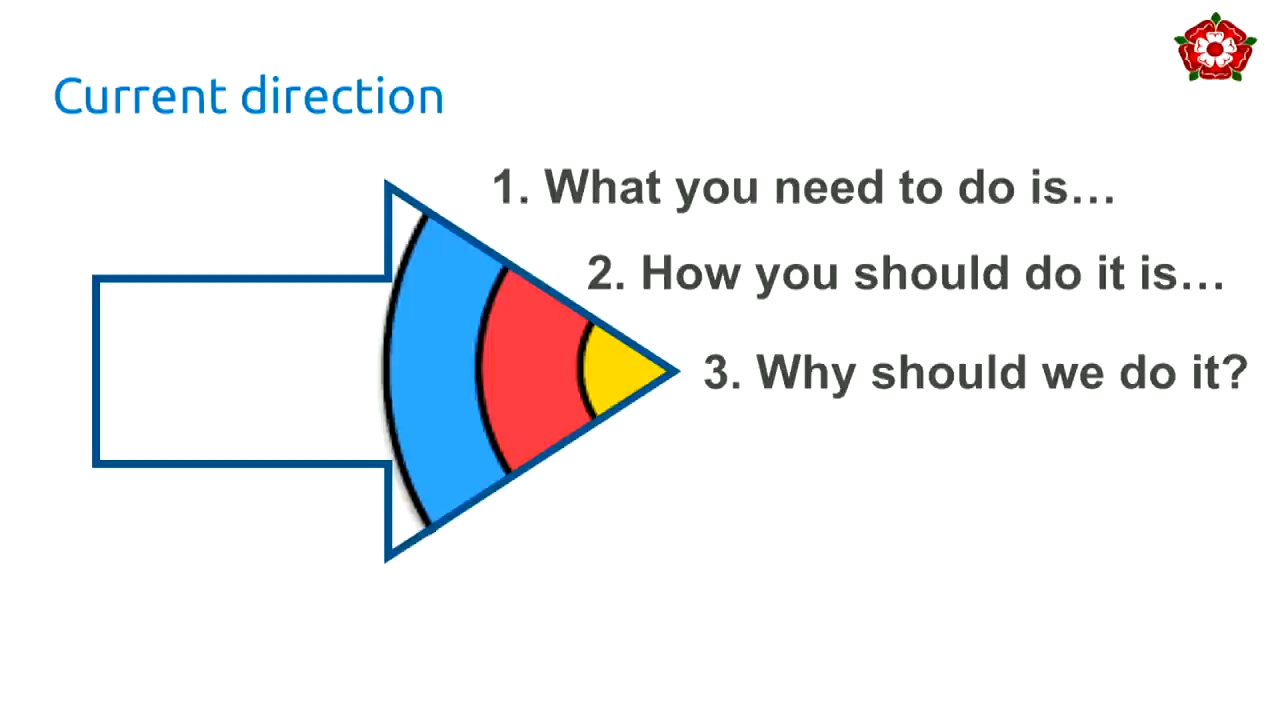 Current direction
1. What you need to do is…
2. How you should do it is…
3. Why should we do it?